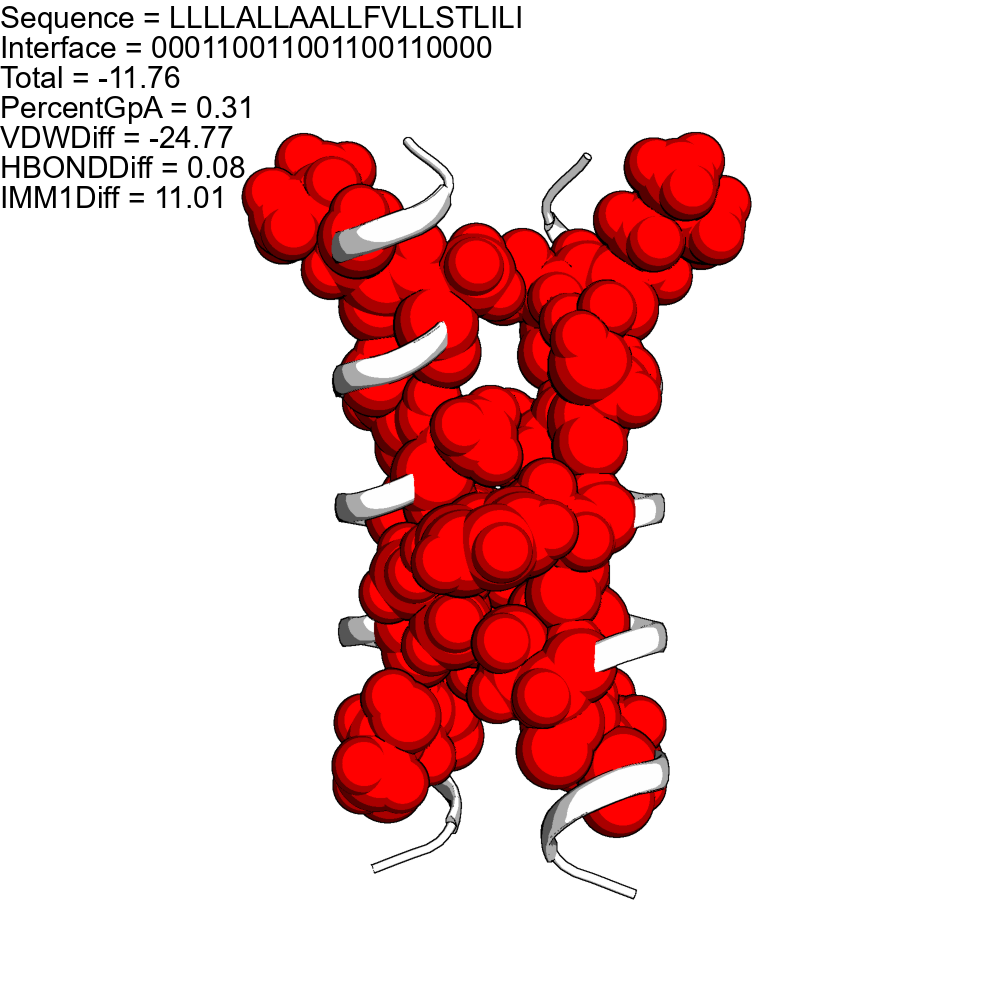 Sequence = LLLLALLAALLFVLLSTLILI
Interface = 000110011001100110000
Total = -11.76
PercentGpA = 0.31
VDWDiff = -24.77
HBONDDiff = 0.08
IMM1Diff = 11.01